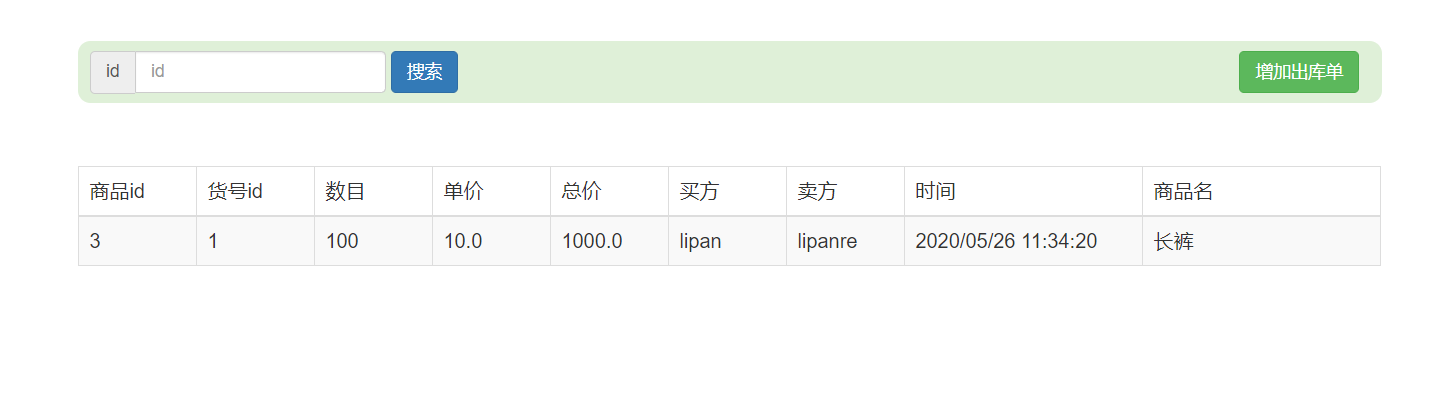 id id 搜索 增加出库单
商品id 货号id 数目 单价 总价 买方 卖方 时间 商品名
3 1 100 10.0 1000.0 lipan lipanre 2020/05/26 11:34:20 长裤